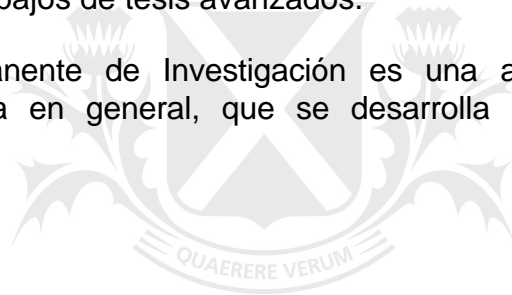 bajos de tesis avanzados.
anente de Investigación es una a
a en general, que se desarrolla
QUAERERE VERUM